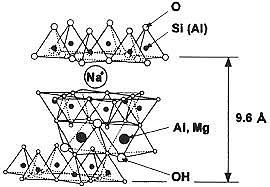 O
Si (Al)
Na+
9.6 Å
Al, Mg
OH